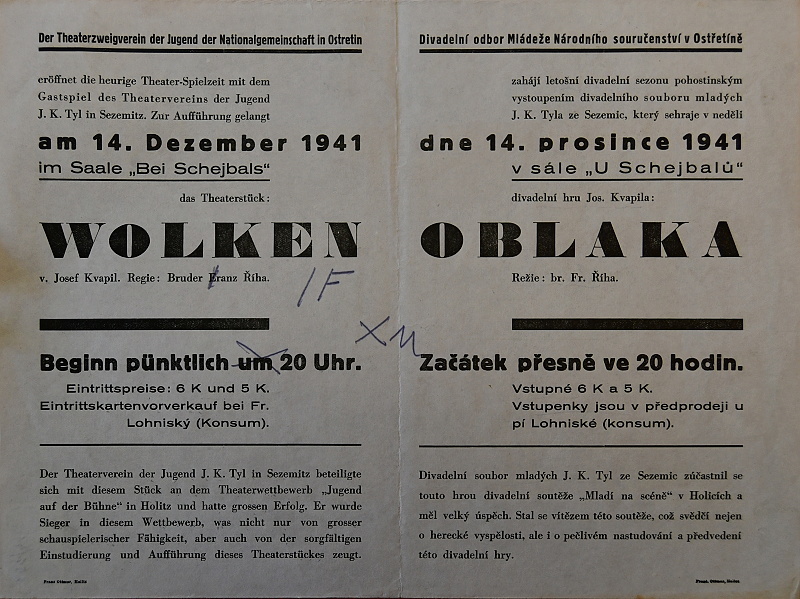 Der Theaterzweigverein der Jugend der Nationalgemeinschaft in Ostretin
eröffnet die heurige Theater-Spielzeit mit dem
Gastspiel des Theatervereins der Jugend
J. K. Tyl in Sezemitz. Zur Aufführung gelangt
am 14. Dezember 1941
im Saale „Bei Schejbals“
das Theaterstück:
WOLKEN
v. Josef Kvapil. Regie: Bruder Franz Říha.
/F
Beginn pünktlich um 20 Uhr.
Eintrittspreise: 6 K und 5 K.
Eintrittskartenvorverkauf bei Fr.
Lohniský (Konsum).
Der Theaterverein der Jugend J. K. Tyl in Sezemitz beteiligte
sich mit diesem Stück an dem Theaterwettbewerb „Jugend
auf der Bühne“ in Holitz und hatte grossen Erfolg. Er wurde
Sieger in diesem Wettbewerb, was nicht nur von grosser
schauspielerischer Fähigkeit, aber auch von der sorgfältigen
Einstudierung und Aufführung dieses Theaterstückes zeugt.
Franz Odinar, Holitz
Divadelní odbor Mládeže Národního souručenství v Ostřetíně
zahájí letošní divadelní sezonu pohostinským
vystoupením divadelního souboru mladých
J. K. Tyla ze Sezemic, který sehraje v neděli
dne 14. prosince 1941
v sále „U Schejbalů“
divadelní hru Jos. Kvapila:
OBLAKA
Režie: br. Fr. Říha.
Začátek přesně ve 20 hodin.
Vstupné 6 K a 5 K.
Vstupenky jsou v předprodeji u
pí Lohniské (konsum).
Divadelní soubor mladých J. K. Tyl ze Sezemic zúčastnil se
touto hrou divadelní soutěže „Mladí na scéně“ v Holicích a
měl velký úspěch. Stal se vítězem této soutěže, což svědčí nejen
o herecké vyspělosti, ale i o pečlivém nastudování a předvedení
této divadelní hry.